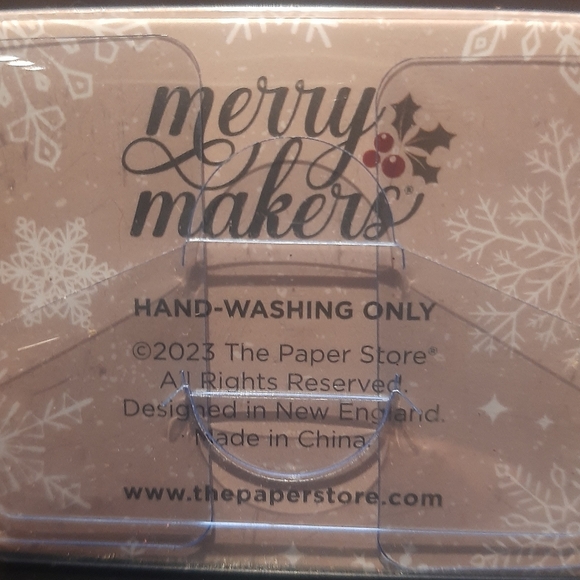 merry
makers®
HAND-WASHING ONLY
©2023 The Paper Store®
All Rights Reserved.
Designed in New England.
Made in China.
www.thepaperstore.com